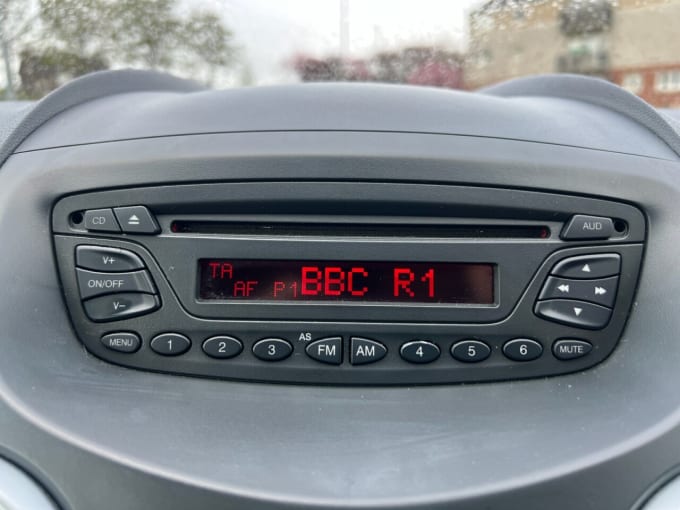 CD
AUD
V+
ON/OFF
V–
TA
AF P1 BBC R1
MENU 1 2 3 AS FM AM 4 5 6 MUTE